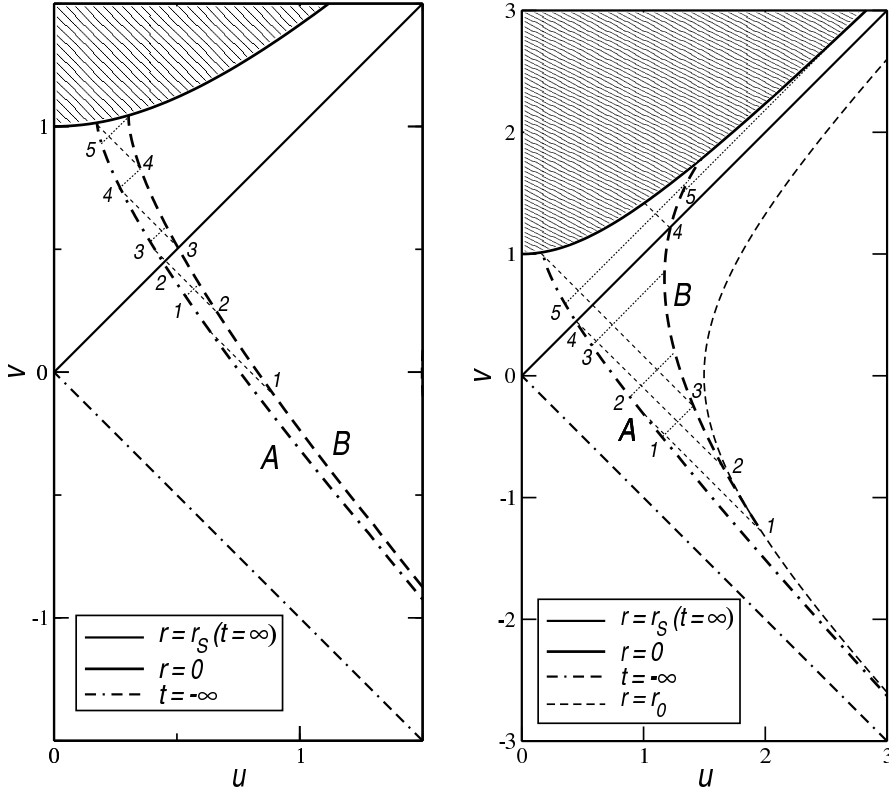 1
0
-1
v
0
1
u
5
4
4
3
3
2
2
1
1
A
B
r = r_S (t = ∞)
r = 0
t = -∞
3
2
1
0
-1
-2
-3
v
0
1
2
3
u
5
4
B
5
4
3
3
2
A
1
2
1
r = r_S (t = ∞)
r = 0
t = -∞
r = r_0